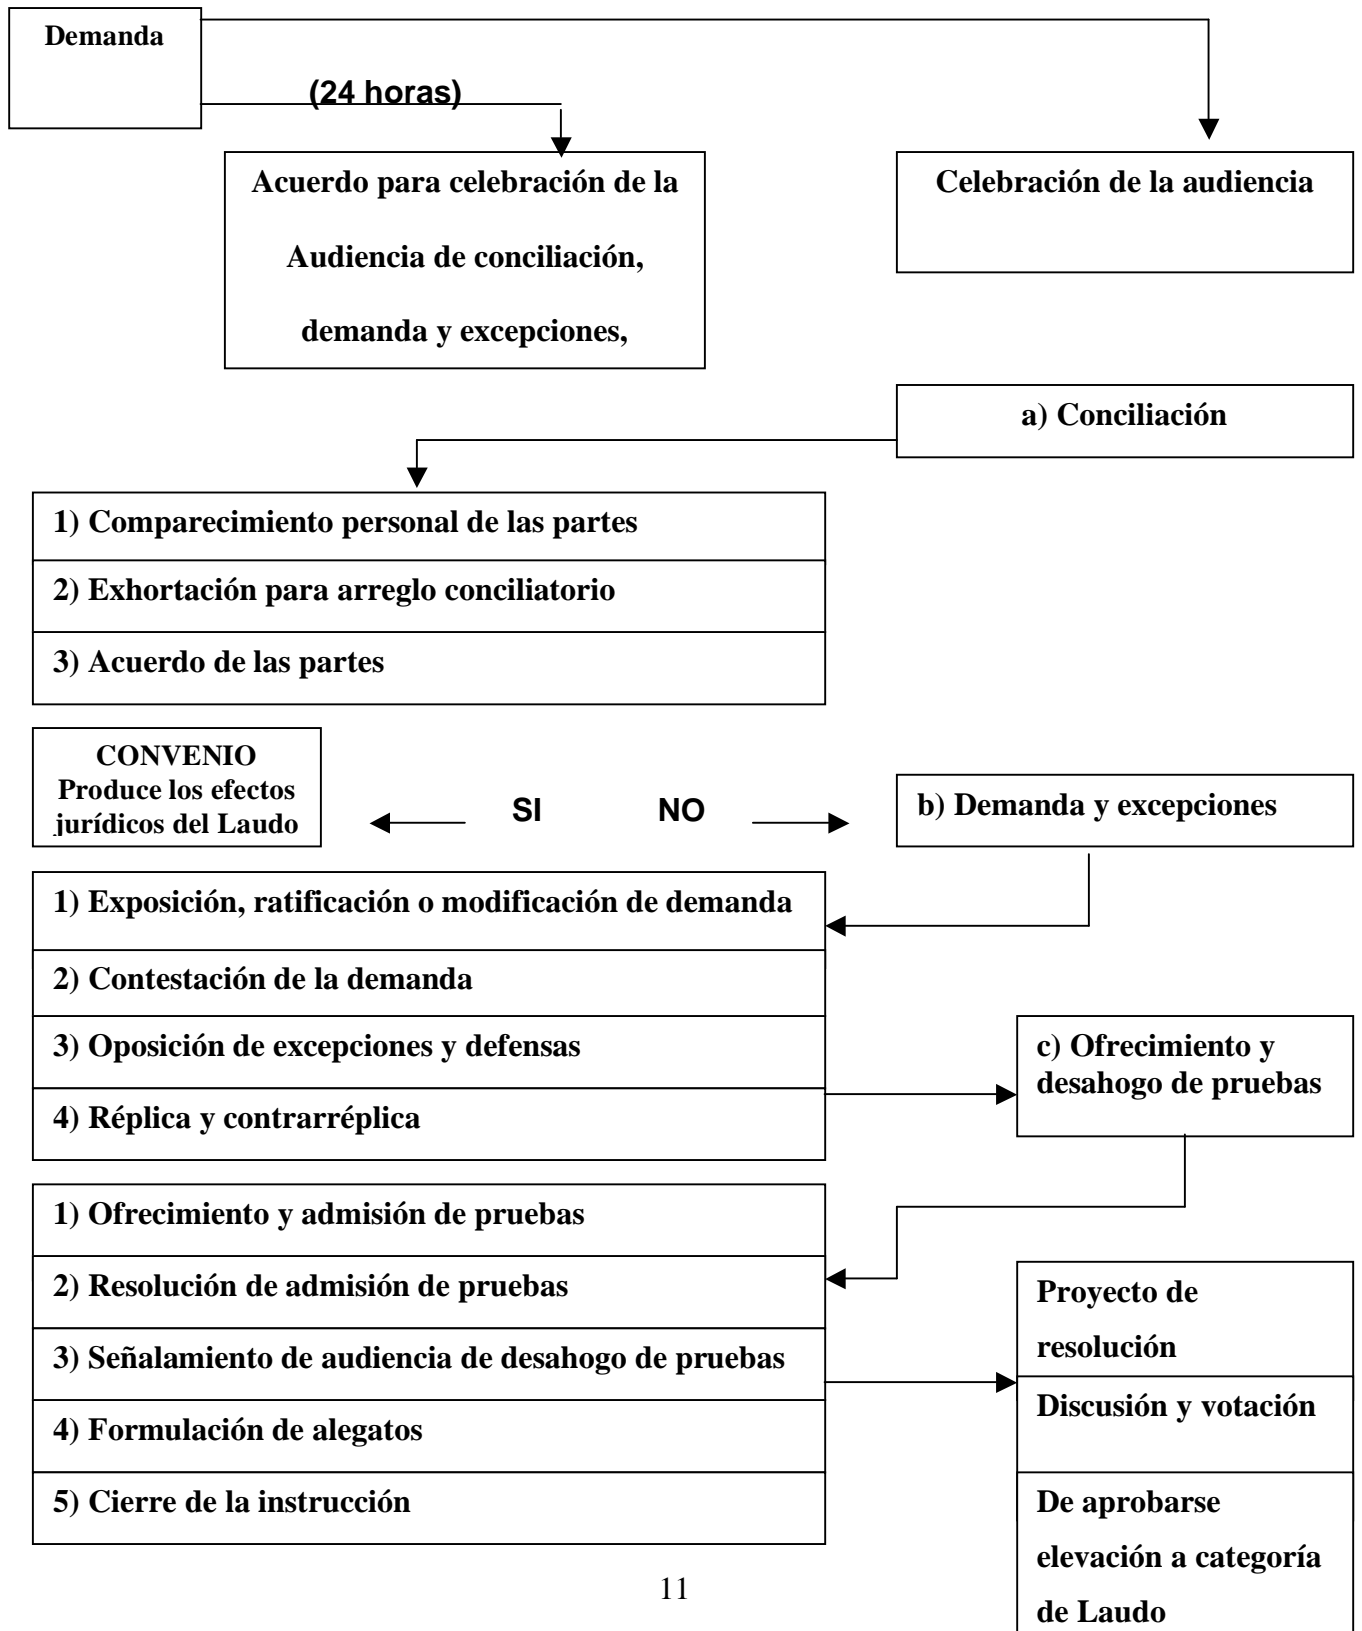 Demanda
(24 horas)
Acuerdo para celebración de la
Audiencia de conciliación,
demanda y excepciones,
Celebración de la audiencia
a) Conciliación
1) Comparecimiento personal de las partes
2) Exhortación para arreglo conciliatorio
3) Acuerdo de las partes
CONVENIO
Produce los efectos
jurídicos del Laudo
SI
NO
b) Demanda y excepciones
1) Exposición, ratificación o modificación de demanda
2) Contestación de la demanda
3) Oposición de excepciones y defensas
4) Réplica y contrarréplica
c) Ofrecimiento y
desahogo de pruebas
1) Ofrecimiento y admisión de pruebas
2) Resolución de admisión de pruebas
3) Señalamiento de audiencia de desahogo de pruebas
4) Formulación de alegatos
5) Cierre de la instrucción
Proyecto de
resolución
Discusión y votación
De aprobarse
elevación a categoría
de Laudo
11